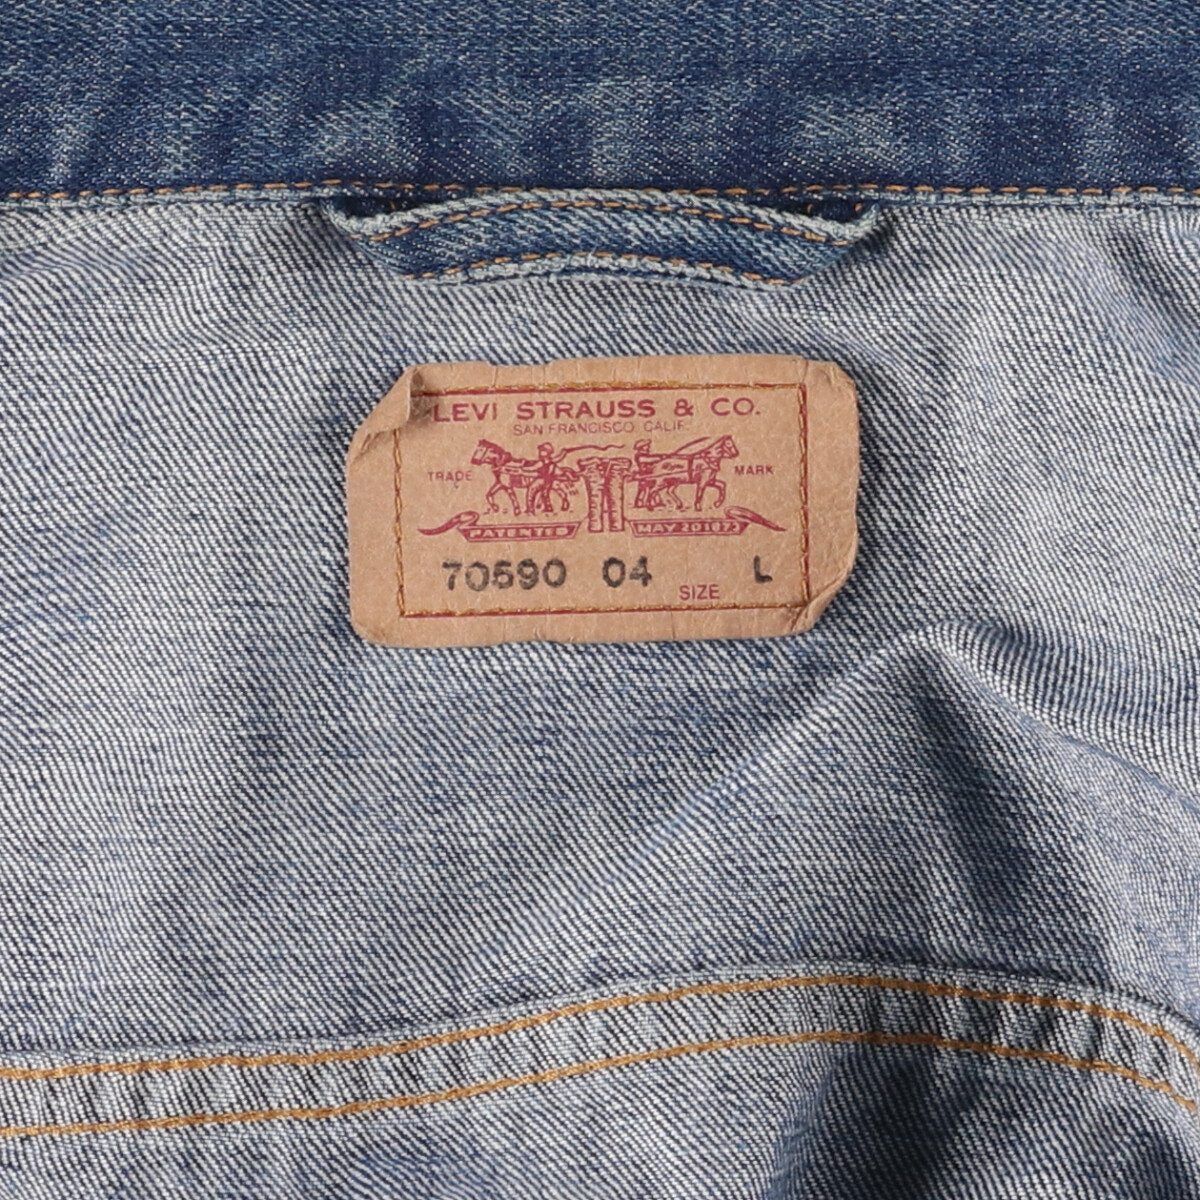 LEVI STRAUSS & CO.
SAN FRANCISCO, CALIF.
TRADE MARK
PATENTED MAY 20 1873
70590 04 SIZE L